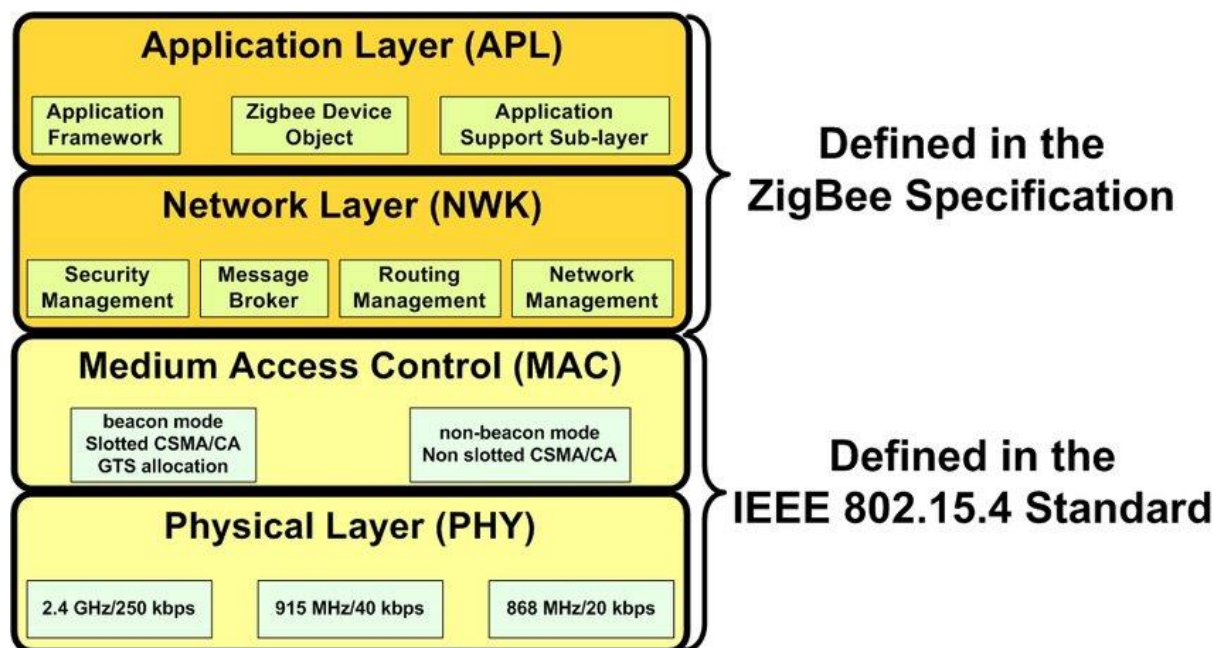 Application Layer (APL)
Application
Framework
Zigbee Device
Object
Application
Support Sub-layer
Defined in the
ZigBee Specification
Network Layer (NWK)
Security
Management
Message
Broker
Routing
Management
Network
Management
Medium Access Control (MAC)
beacon mode
Slotted CSMA/CA
GTS allocation
non-beacon mode
Non slotted CSMA/CA
Defined in the
IEEE 802.15.4 Standard
Physical Layer (PHY)
2.4 GHz/250 kbps
915 MHz/40 kbps
868 MHz/20 kbps